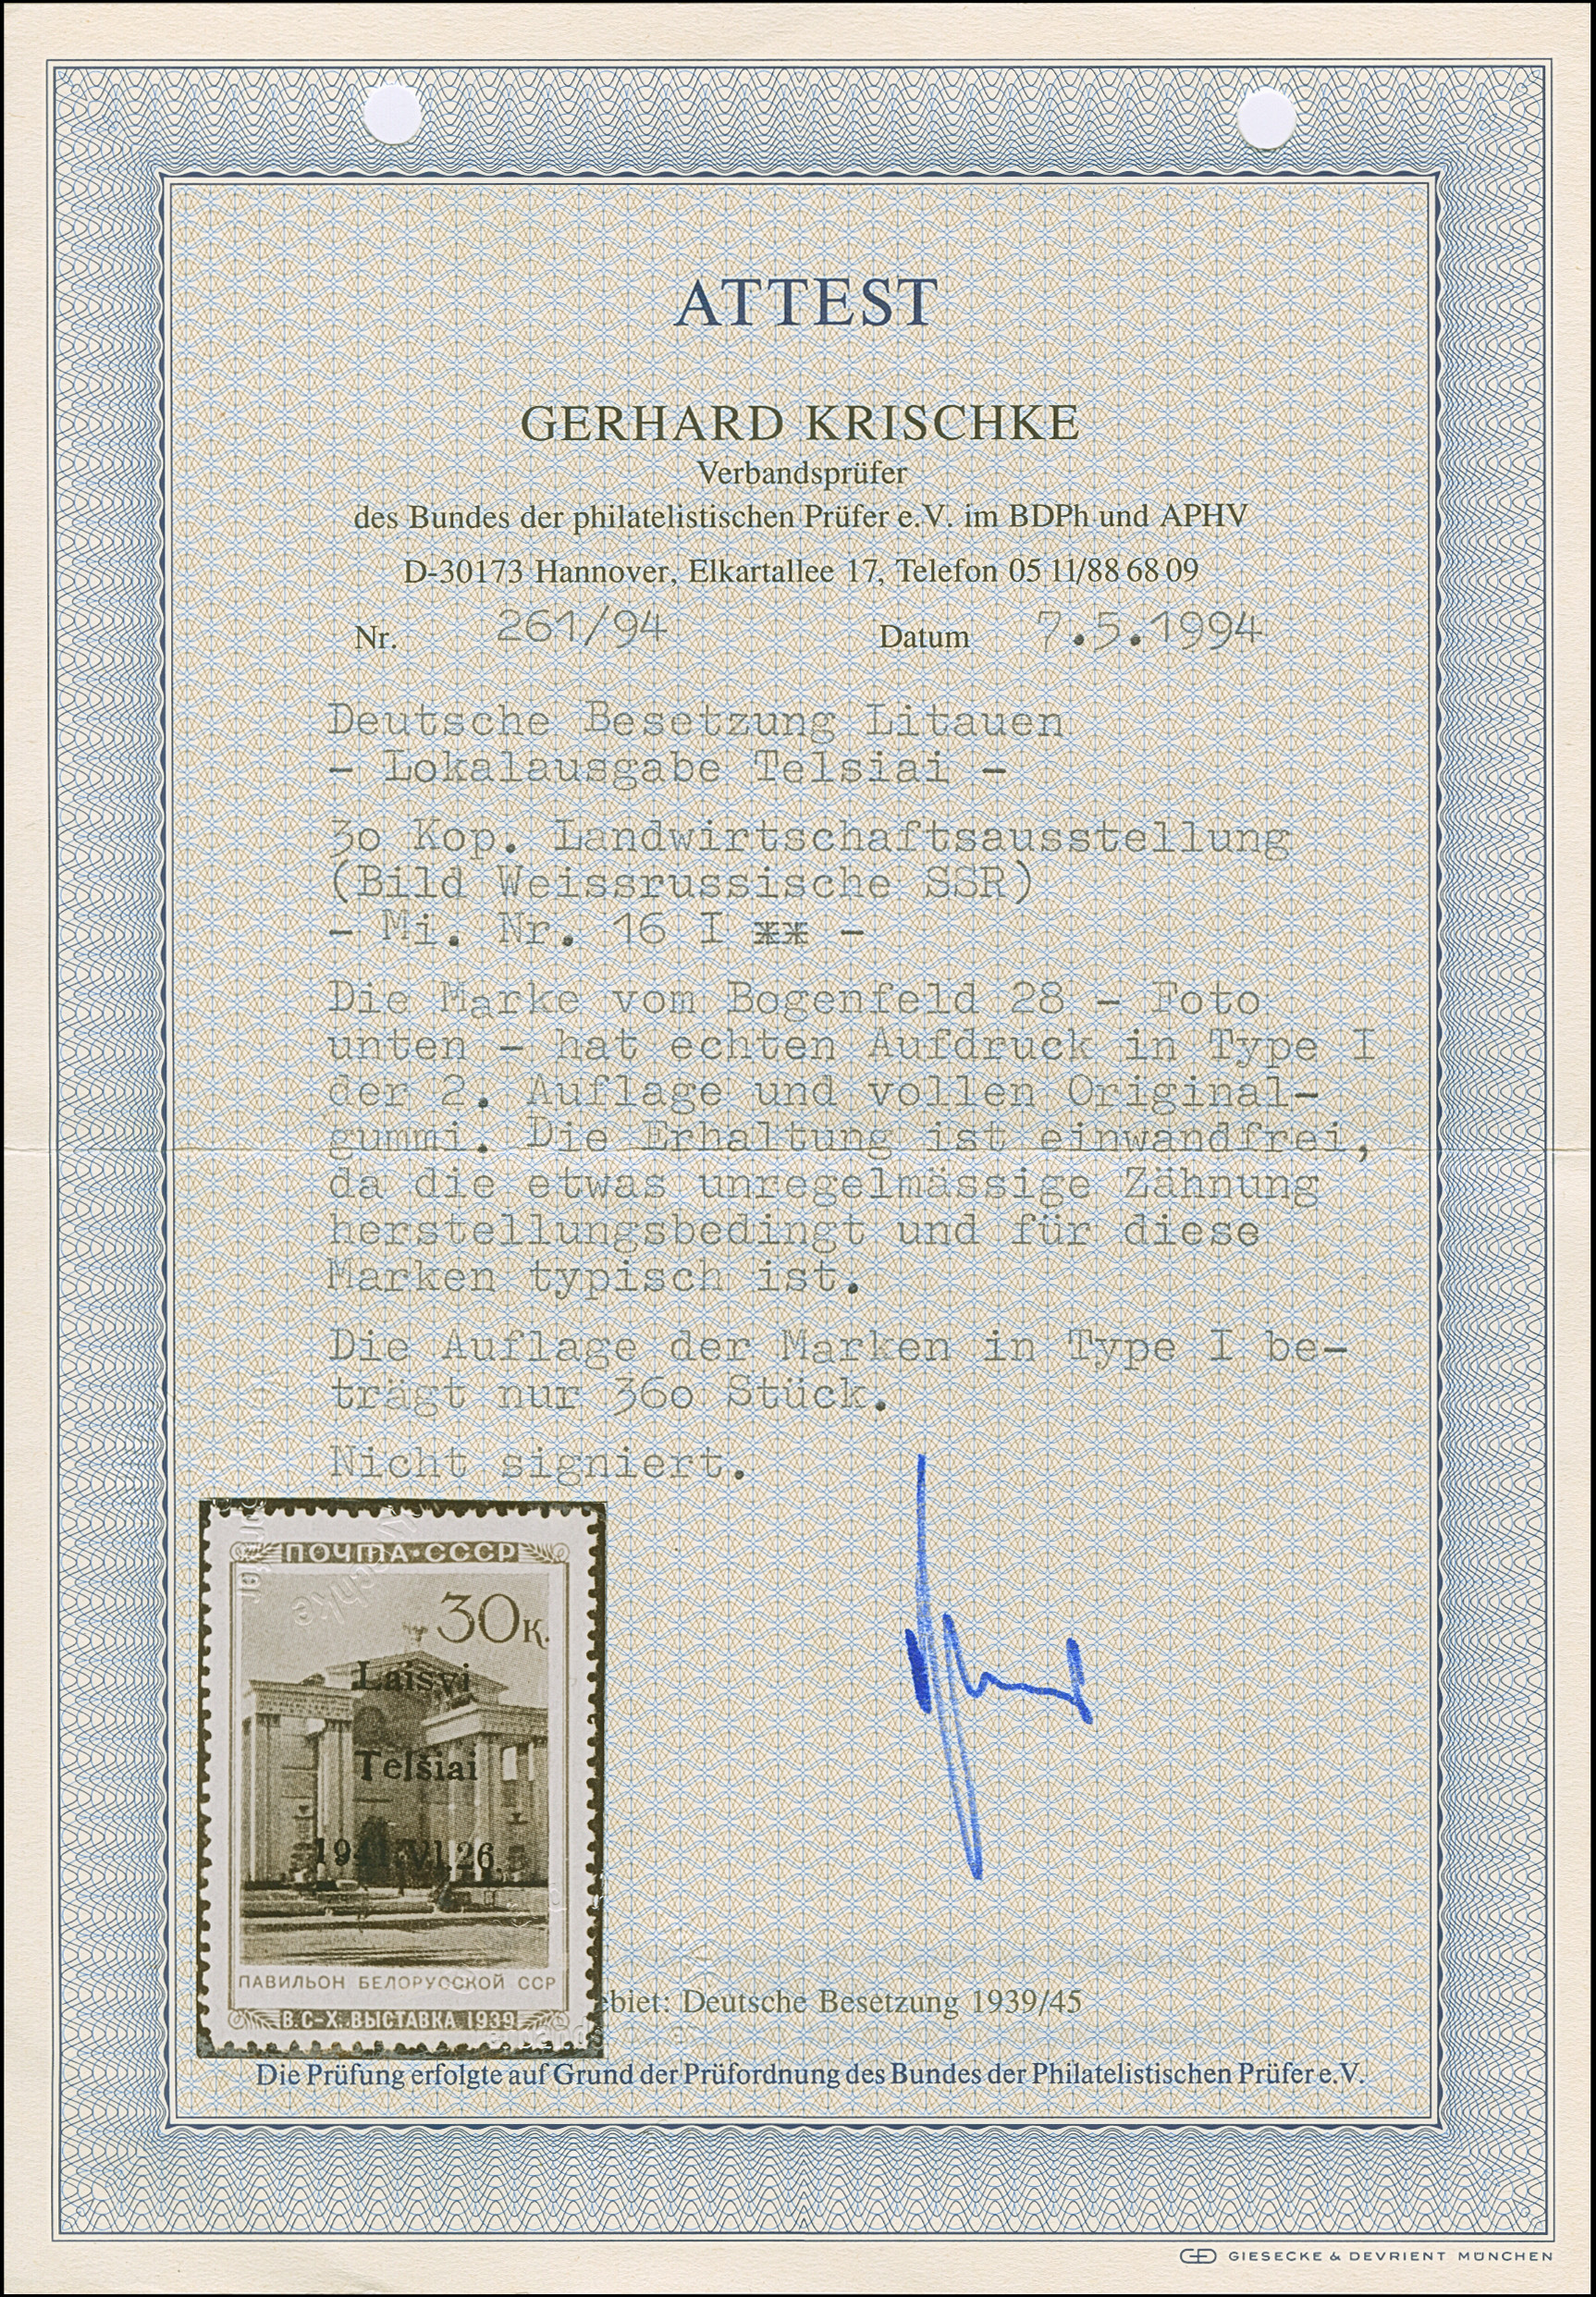 ATTEST
GERHARD KRISCHKE
Verbandsprüfer
des Bundes der philatelistischen Prüfer e.V. im BDPh und APHV
D-30173 Hannover, Elkartallee 17, Telefon 05 11/88 68 09
Nr. 261/94 Datum 7.5.1994
Deutsche Besetzung Litauen
- Lokalausgabe Telsiai -
30 Kop. Landwirtschaftsausstellung
(Bild Weissrussische SSR)
- Mi. Nr. 16 I ** -
Die Marke vom Bogenfeld 28 - Foto
unten - hat echten Aufdruck in Type I
der 2. Auflage und vollen Original-
gummi. Die Erhaltung ist einwandfrei,
da die etwas unregelmässige Zähnung
herstellungsbedingt und für diese
Marken typisch ist.
Die Auflage der Marken in Type I be-
trägt nur 360 Stück.
Nicht signiert.
ПОЧТА·СССР
30к.
Laisvi
Telšiai
1941.VI.26.
ПАВИЛЬОН БЕЛОРУССКОЙ ССР
В.С-Х.ВЫСТАВКА 1939
ebiet: Deutsche Besetzung 1939/45
Die Prüfung erfolgte auf Grund der Prüfordnung des Bundes der Philatelistischen Prüfer e.V.
GIESECKE & DEVRIENT MÜNCHEN